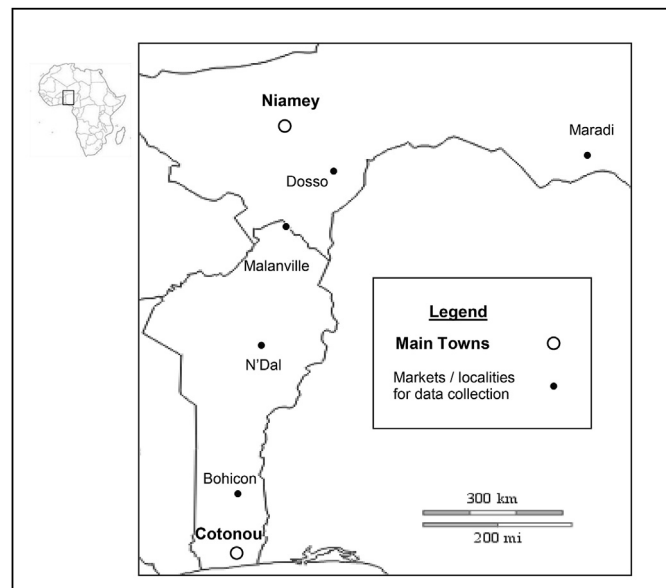 Niamey
Maradi
Dosso
Malanville
Legend
Main Towns
N'Dal
Markets / localities
for data collection
Bohicon
300 km
Cotonou
200 mi